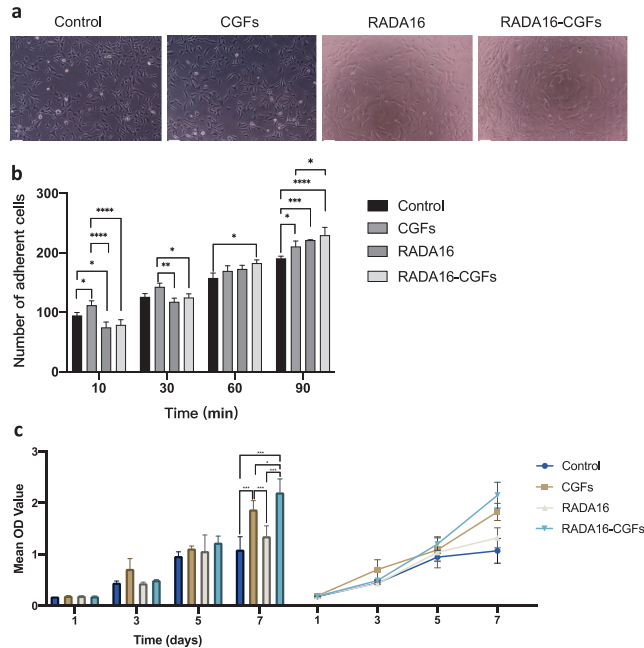 a
Control CGFs RADA16 RADA16-CGFs
b
Number of adherent cells
300
200
100
0
**** **** * *
* ** *
* **** *** *
10 30 60 90
Time (min)
Control
CGFs
RADA16
RADA16-CGFs
c
Mean OD Value
3
2
1
0
*** * *** *** ***
1 3 5 7 1 3 5 7
Time (days)
Control
CGFs
RADA16
RADA16-CGFs